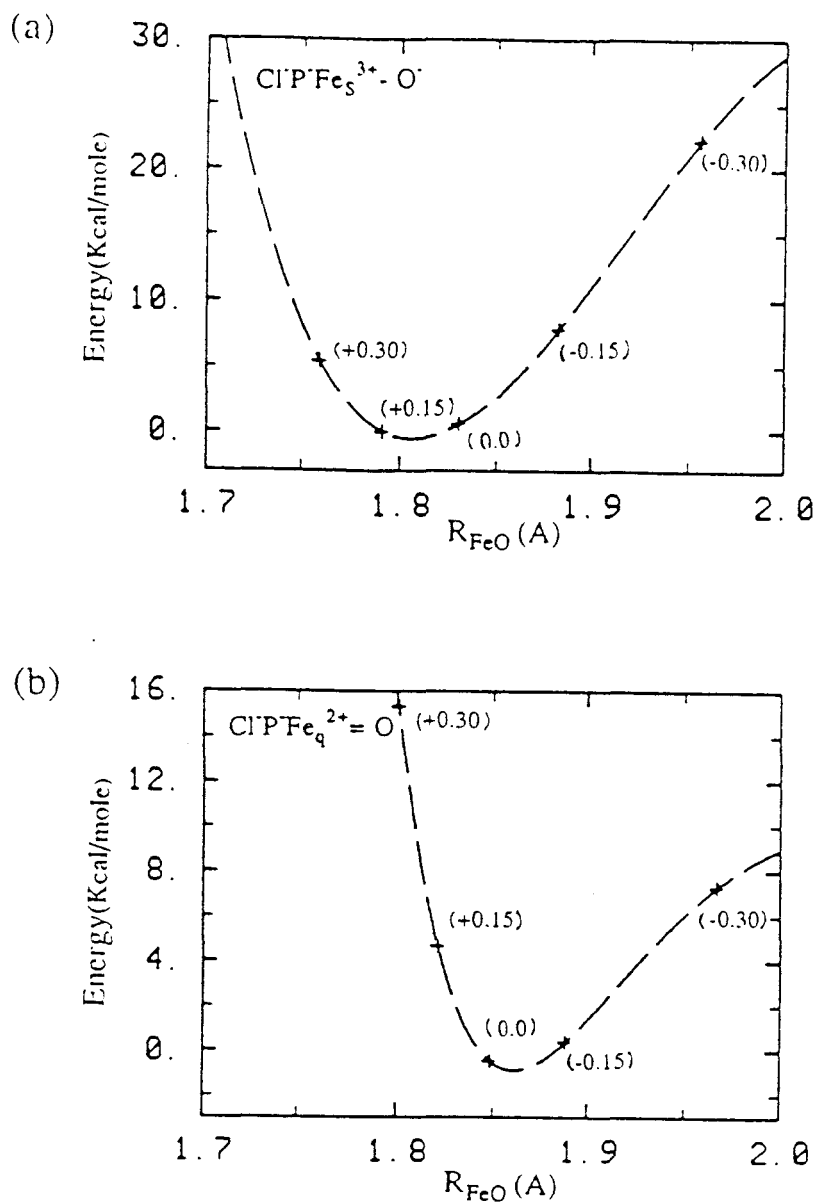 (a)
30.
Cl⁻P⁻Fe_S³⁺- O⁻
20.
(-0.30)
Energy(Kcal/mole)
10.
(+0.30)
(-0.15)
(+0.15)
0.
(0.0)
1.7 1.8 1.9 2.0
R_FeO (A)
(b)
16.
Cl⁻P⁻Fe_q²⁺= O
(+0.30)
12.
Energy(Kcal/mole)
8.
(+0.15)
(-0.30)
4.
(0.0)
0.
(-0.15)
1.7 1.8 1.9 2.0
R_FeO (A)